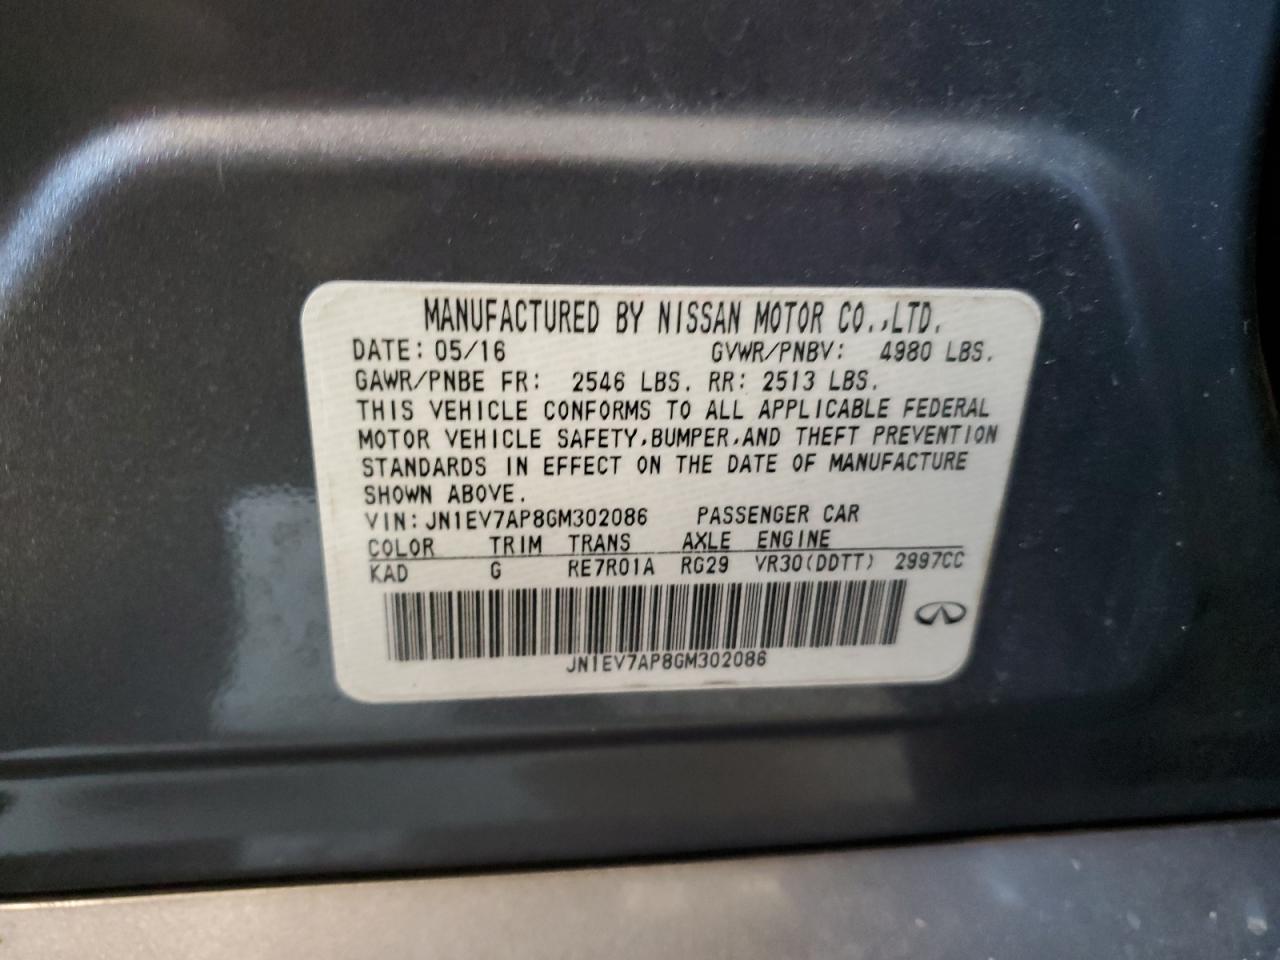 MANUFACTURED BY NISSAN MOTOR CO.,LTD.
DATE: 05/16 GVWR/PNBV: 4980 LBS.
GAWR/PNBE FR: 2546 LBS. RR: 2513 LBS.
THIS VEHICLE CONFORMS TO ALL APPLICABLE FEDERAL
MOTOR VEHICLE SAFETY,BUMPER,AND THEFT PREVENTION
STANDARDS IN EFFECT ON THE DATE OF MANUFACTURE
SHOWN ABOVE.
VIN: JN1EV7AP8GM302086 PASSENGER CAR
COLOR TRIM TRANS AXLE ENGINE
KAD G RE7R01A RG29 VR30(DDTT) 2997CC
JN1EV7AP8GM302086